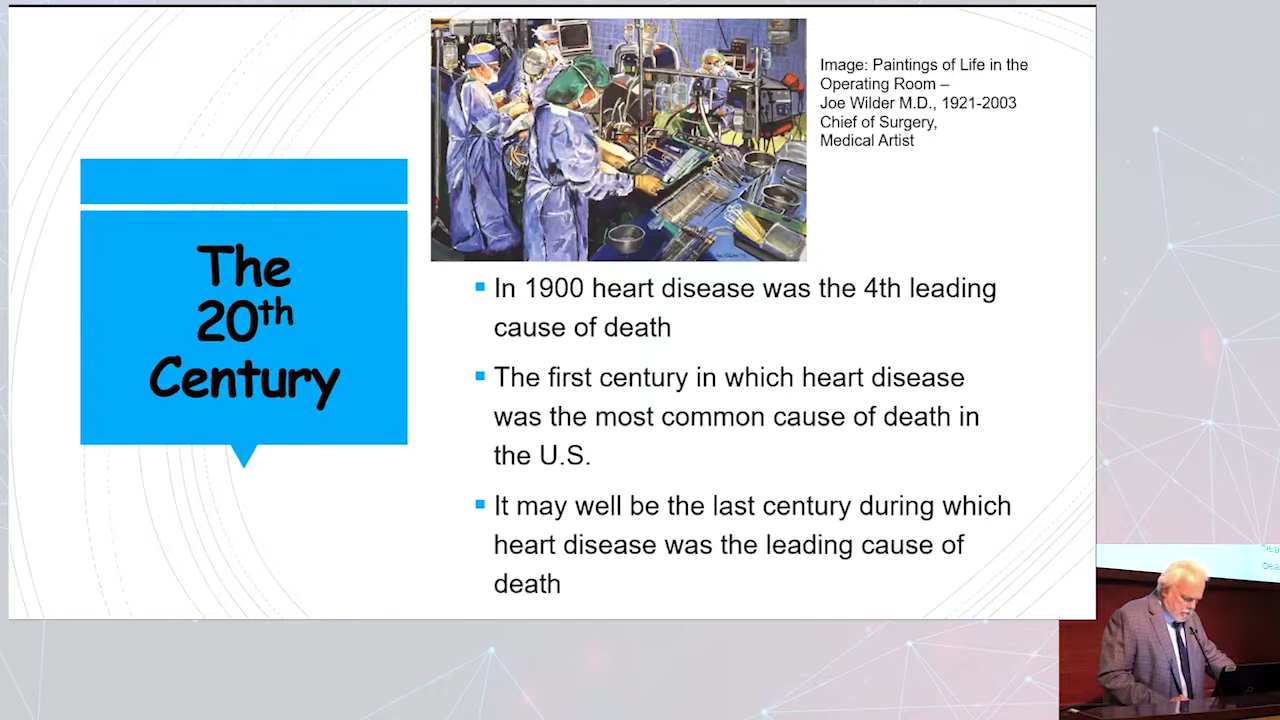 Image: Paintings of Life in the
Operating Room –
Joe Wilder M.D., 1921-2003
Chief of Surgery,
Medical Artist
The
20th
Century
▪ In 1900 heart disease was the 4th leading
cause of death
▪ The first century in which heart disease
was the most common cause of death in
the U.S.
▪ It may well be the last century during which
heart disease was the leading cause of
death